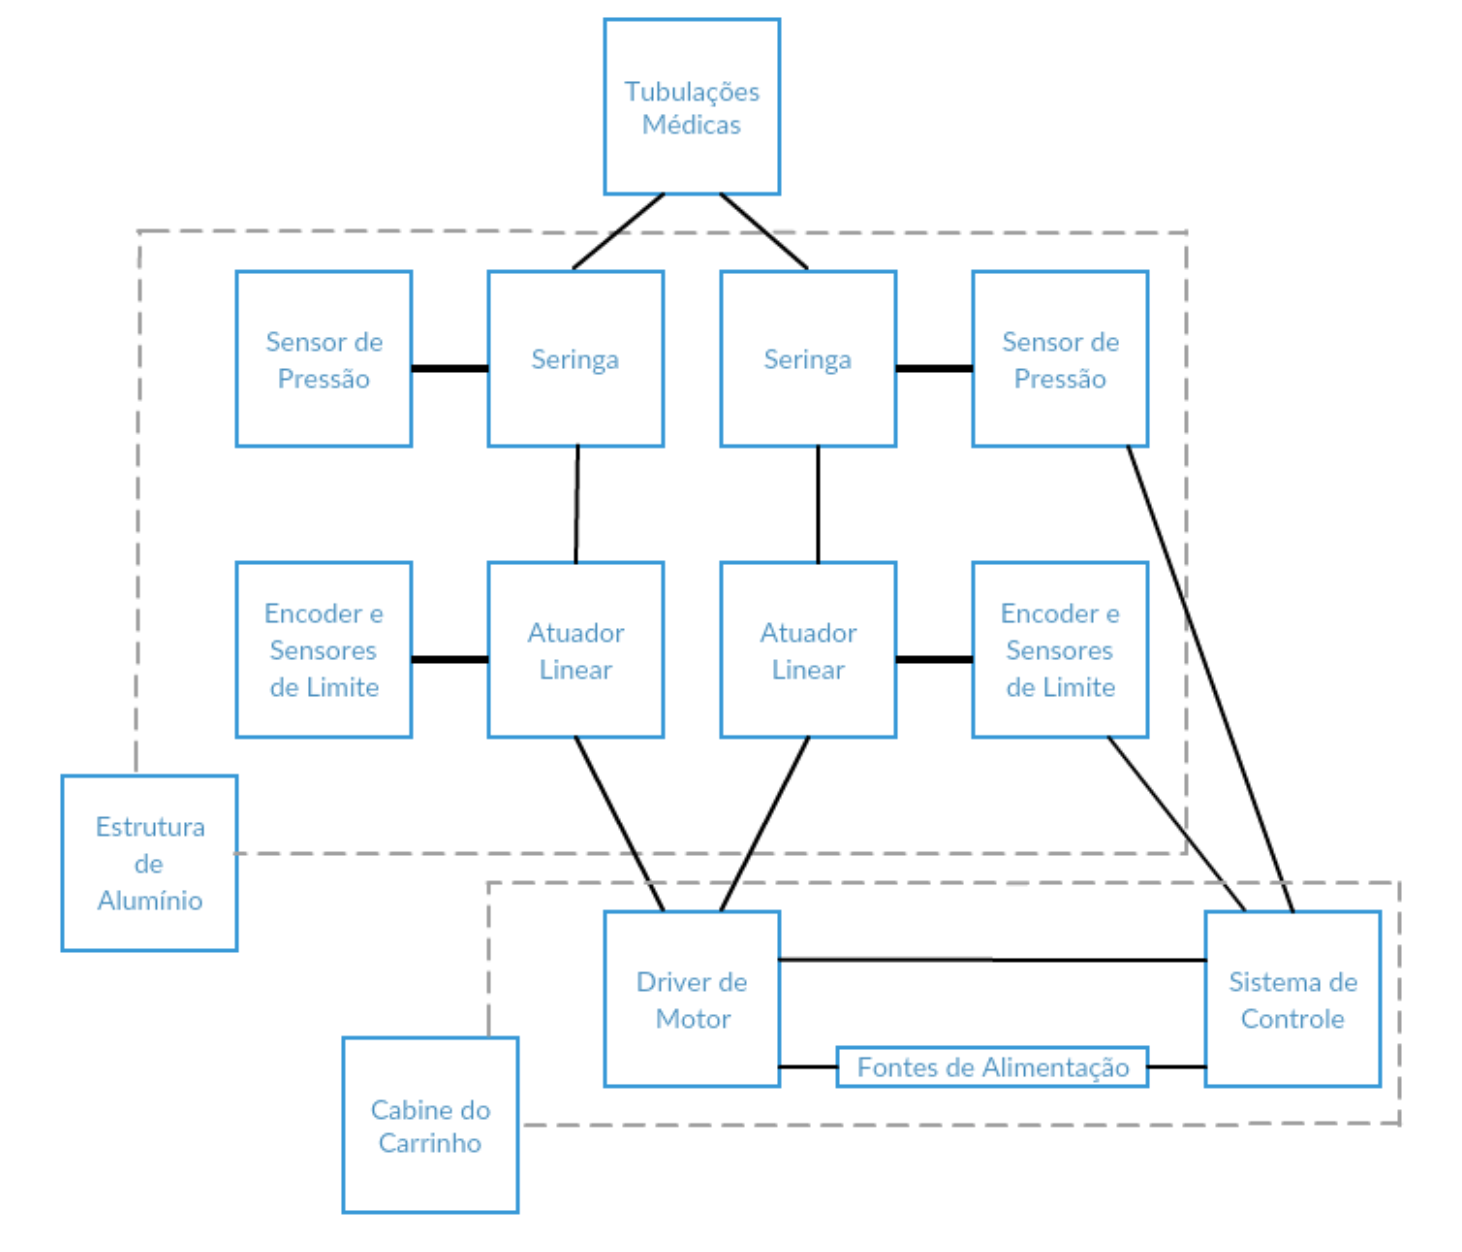 Tubulações
Médicas
Sensor de
Pressão
Seringa
Seringa
Sensor de
Pressão
Encoder e
Sensores
de Limite
Atuador
Linear
Atuador
Linear
Encoder e
Sensores
de Limite
Estrutura
de
Alumínio
Driver de
Motor
Sistema de
Controle
Fontes de Alimentação
Cabine do
Carrinho